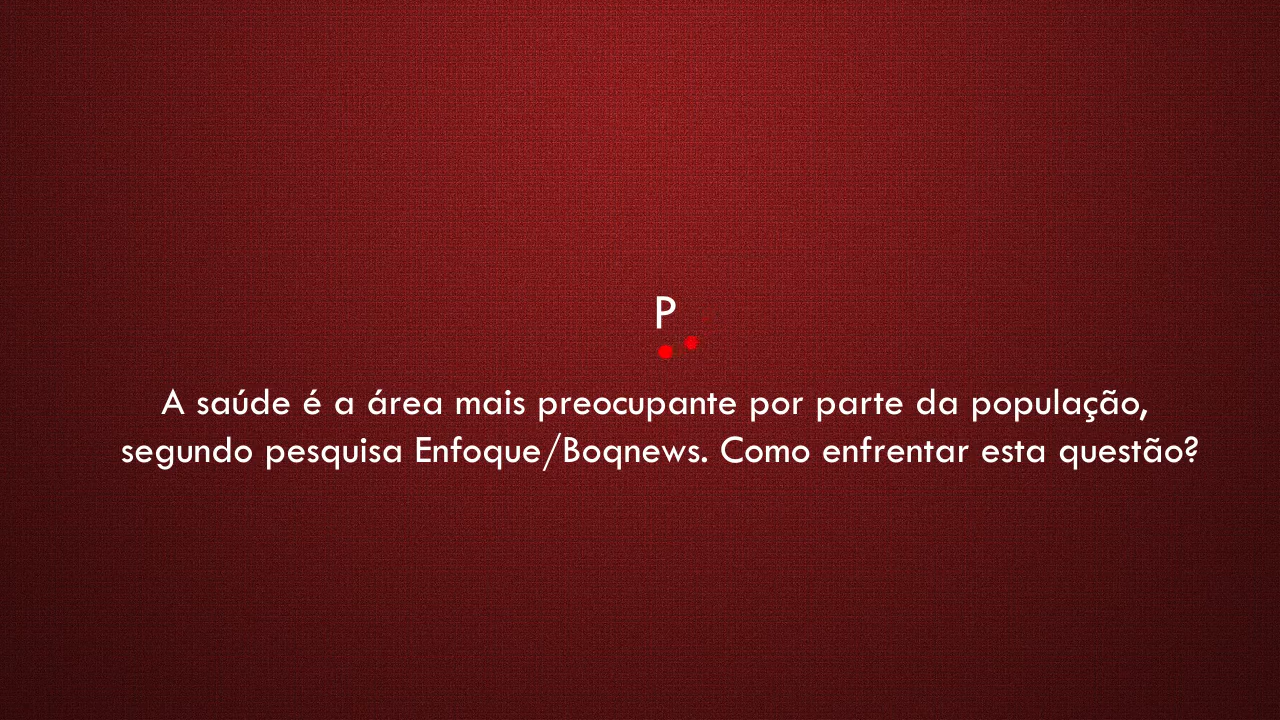 P
A saúde é a área mais preocupante por parte da população,
segundo pesquisa Enfoque/Boqnews. Como enfrentar esta questão?